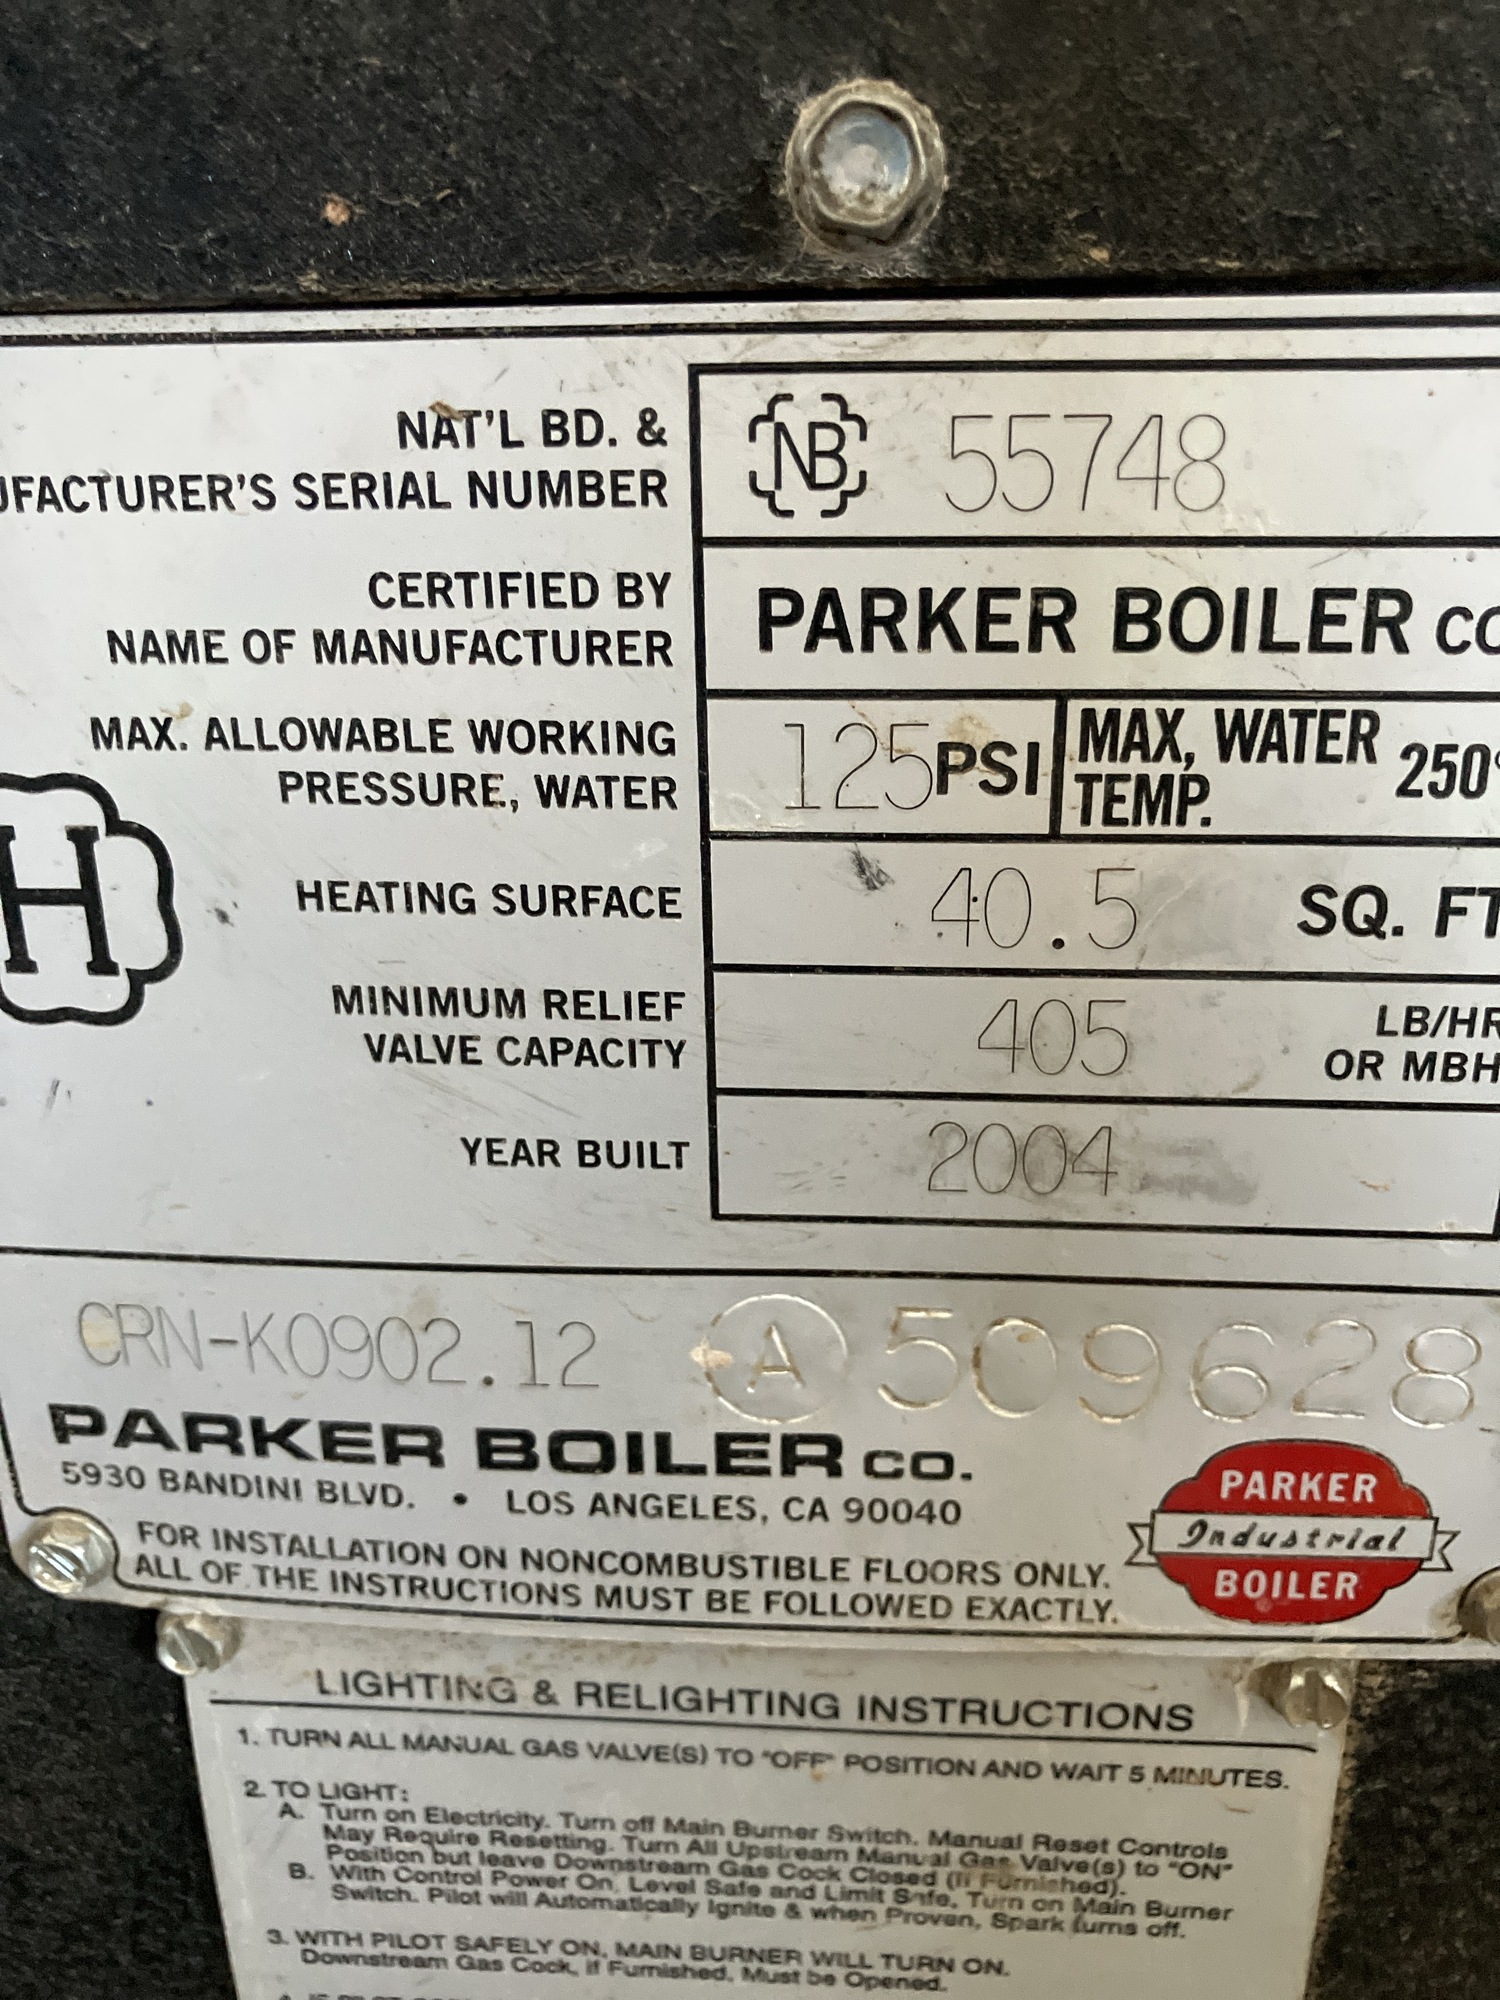 NAT'L BD. &
UFACTURER'S SERIAL NUMBER
NB 55748
CERTIFIED BY
NAME OF MANUFACTURER
PARKER BOILER CO
MAX. ALLOWABLE WORKING
PRESSURE, WATER
125 PSI
MAX, WATER
TEMP.
250°
H
HEATING SURFACE
40.5 SQ. FT
MINIMUM RELIEF
VALVE CAPACITY
405
LB/HR
OR MBH
YEAR BUILT
2004
CRN-K0902.12 A 509628
PARKER BOILER CO.
5930 BANDINI BLVD. • LOS ANGELES, CA 90040
FOR INSTALLATION ON NONCOMBUSTIBLE FLOORS ONLY.
ALL OF THE INSTRUCTIONS MUST BE FOLLOWED EXACTLY.
PARKER
Industrial
BOILER
LIGHTING & RELIGHTING INSTRUCTIONS
1. TURN ALL MANUAL GAS VALVE(S) TO "OFF" POSITION AND WAIT 5 MINUTES.
2. TO LIGHT:
A. Turn on Electricity. Turn off Main Burner Switch. Manual Reset Controls
May Require Resetting. Turn All Upstream Manual Gas Valve(s) to "ON"
Position but leave Downstream Gas Cock Closed (If Furnished).
B. With Control Power On, Level Safe and Limit Safe, Turn on Main Burner
Switch. Pilot will Automatically Ignite & when Proven, Spark turns off.
3. WITH PILOT SAFELY ON, MAIN BURNER WILL TURN ON.
Downstream Gas Cock, if Furnished, Must be Opened.